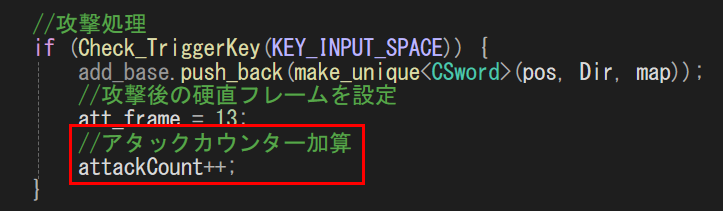 //攻撃処理
if (Check_TriggerKey(KEY_INPUT_SPACE)) {
add_base.push_back(make_unique<CSword>(pos, Dir, map));
//攻撃後の硬直フレームを設定
att_frame = 13;
//アタックカウンター加算
attackCount++;
}